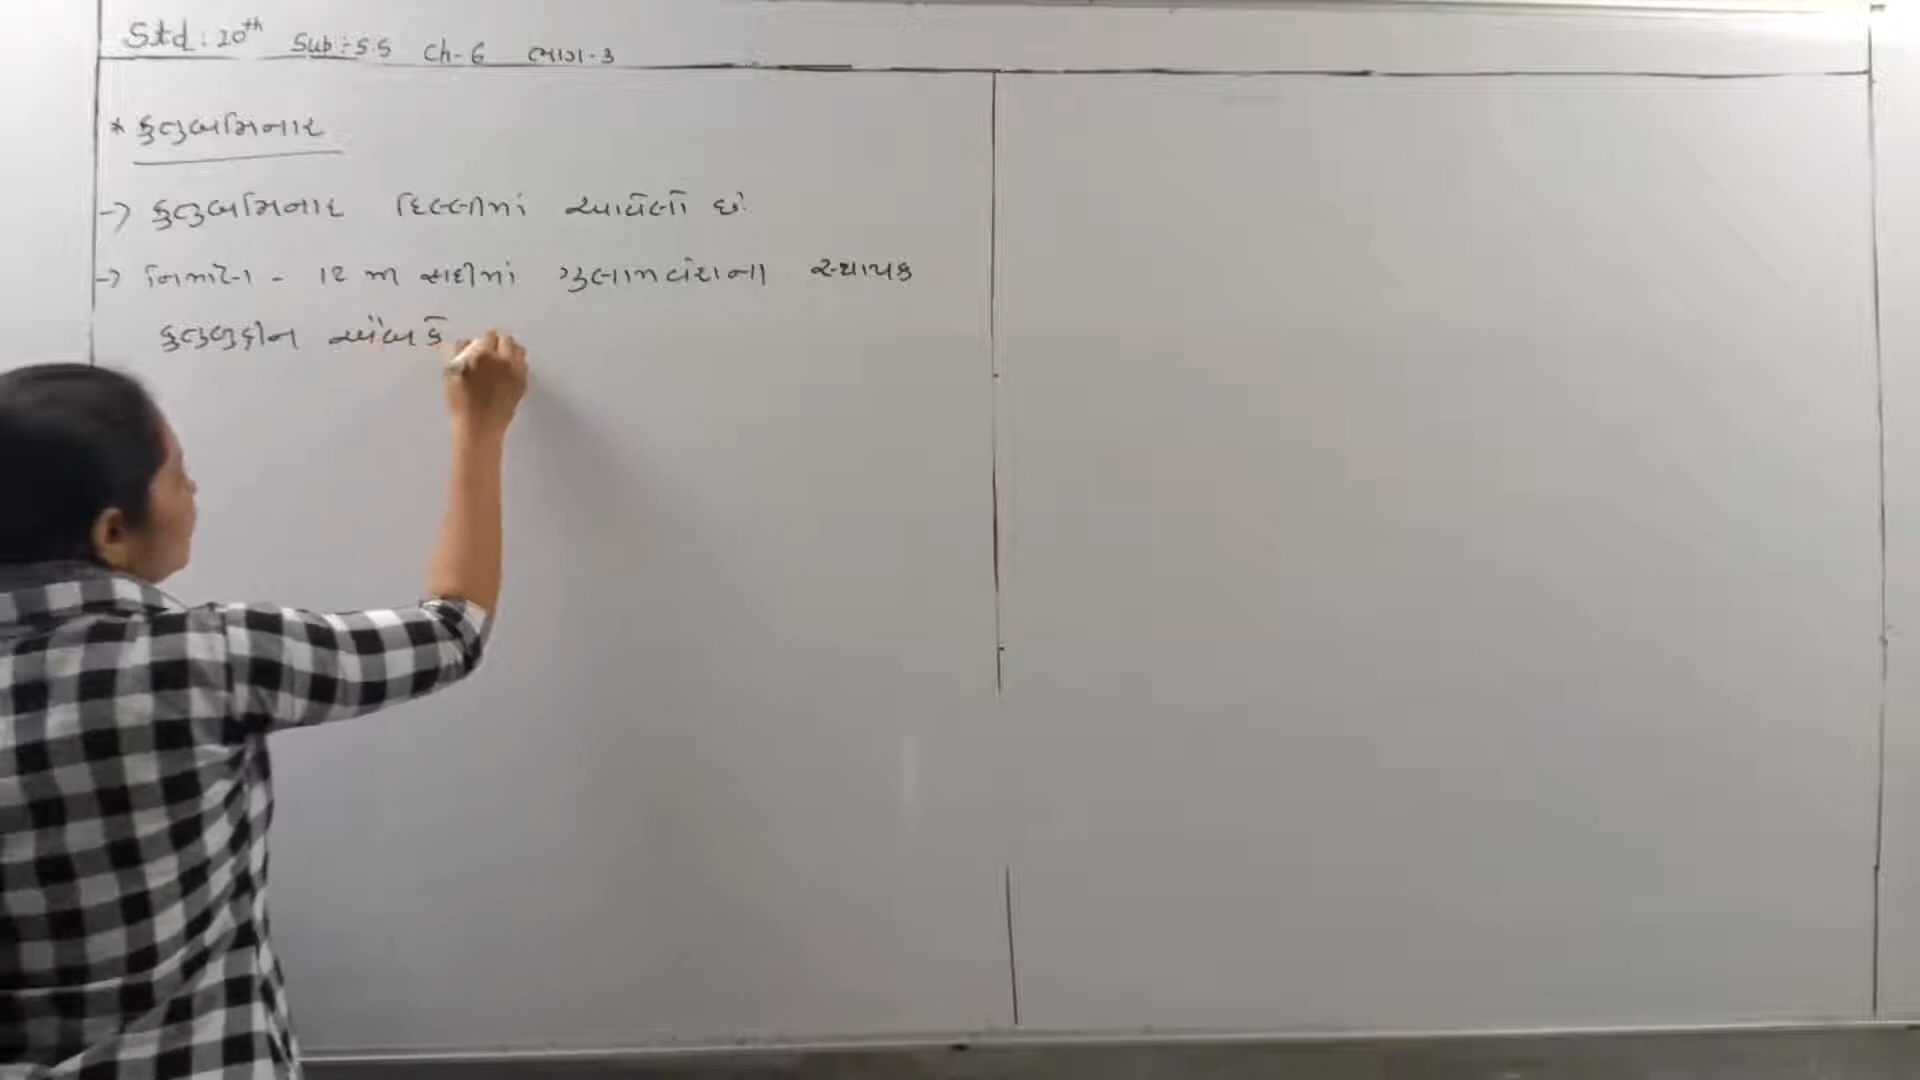 Std : 10th Sub :- S.S Ch - 6 ભાગ - 3
* કુતુબમિનાર
→ કુતુબમિનાર દિલ્લીમાં આવેલો છે.
→ નિર્માણ - 12 મી સદીમાં ગુલામવંશના સ્થાપક
કુતુબુદ્દીન ઐબકે